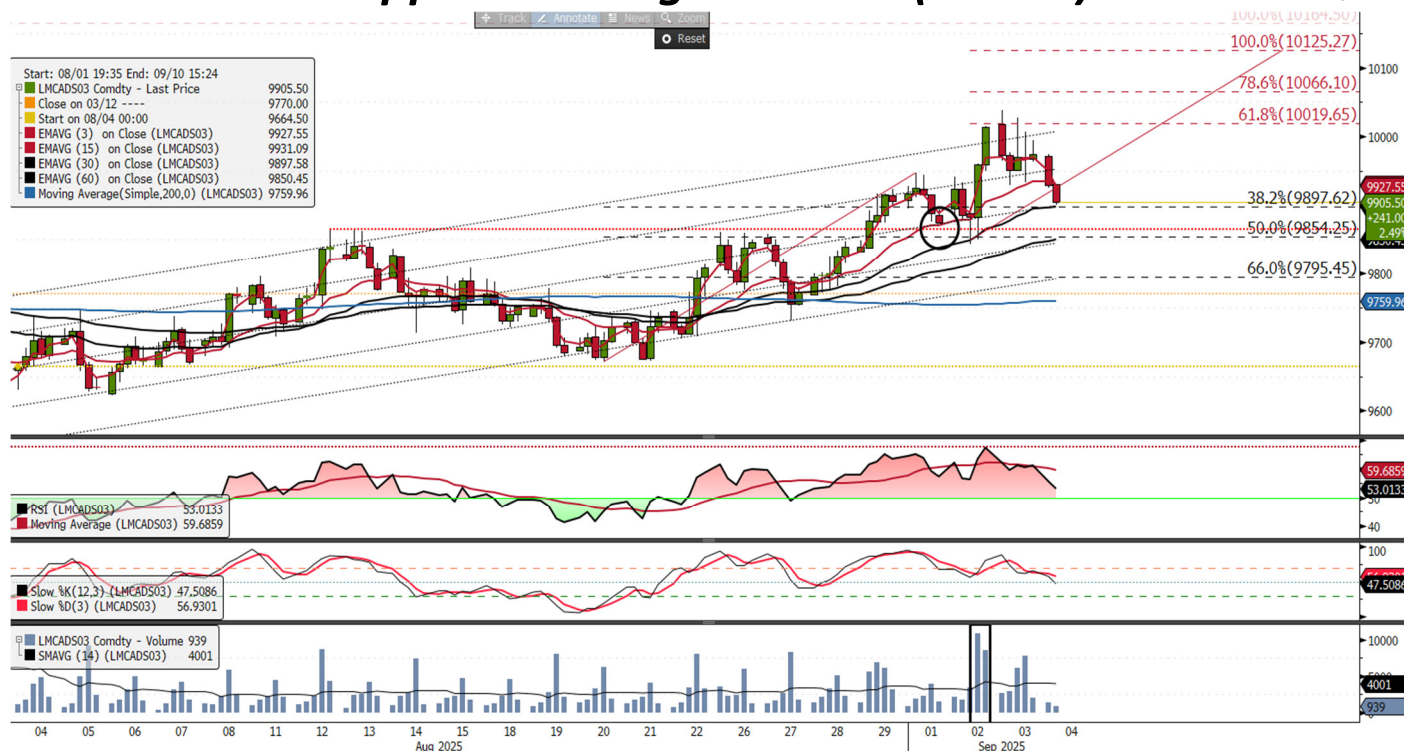 Track Annotate News Zoom
Reset
100.0%(10164.50)
100.0%(10125.27)
78.6%(10066.10)
61.8%(10019.65)
38.2%(9897.62)
50.0%(9854.25)
66.0%(9795.45)
Start: 08/01 19:35 End: 09/10 15:24
LMCADS03 Comdty - Last Price 9905.50
Close on 03/12 ---- 9770.00
Start on 08/04 00:00 9664.50
EMAVG (3) on Close (LMCADS03) 9927.55
EMAVG (15) on Close (LMCADS03) 9931.09
EMAVG (30) on Close (LMCADS03) 9897.58
EMAVG (60) on Close (LMCADS03) 9850.45
Moving Average(Simple,200,0) (LMCADS03) 9759.96
10100
10000
9927.55
9905.50
+241.00
2.49%
9800
9759.96
9700
9600
RSI (LMCADS03) 53.0133
Moving Average (LMCADS03) 59.6859
59.6859
53.0133
50
40
Slow %K(12,3) (LMCADS03) 47.5086
Slow %D(3) (LMCADS03) 56.9301
100
47.5086
LMCADS03 Comdty - Volume 939
SMAVG (14) (LMCADS03) 4001
10000
4001
939
04 05 06 07 08 11 12 13 14 15 18 19 20 21 22 26 27 28 29 01 02 03 04
Aug 2025 Sep 2025